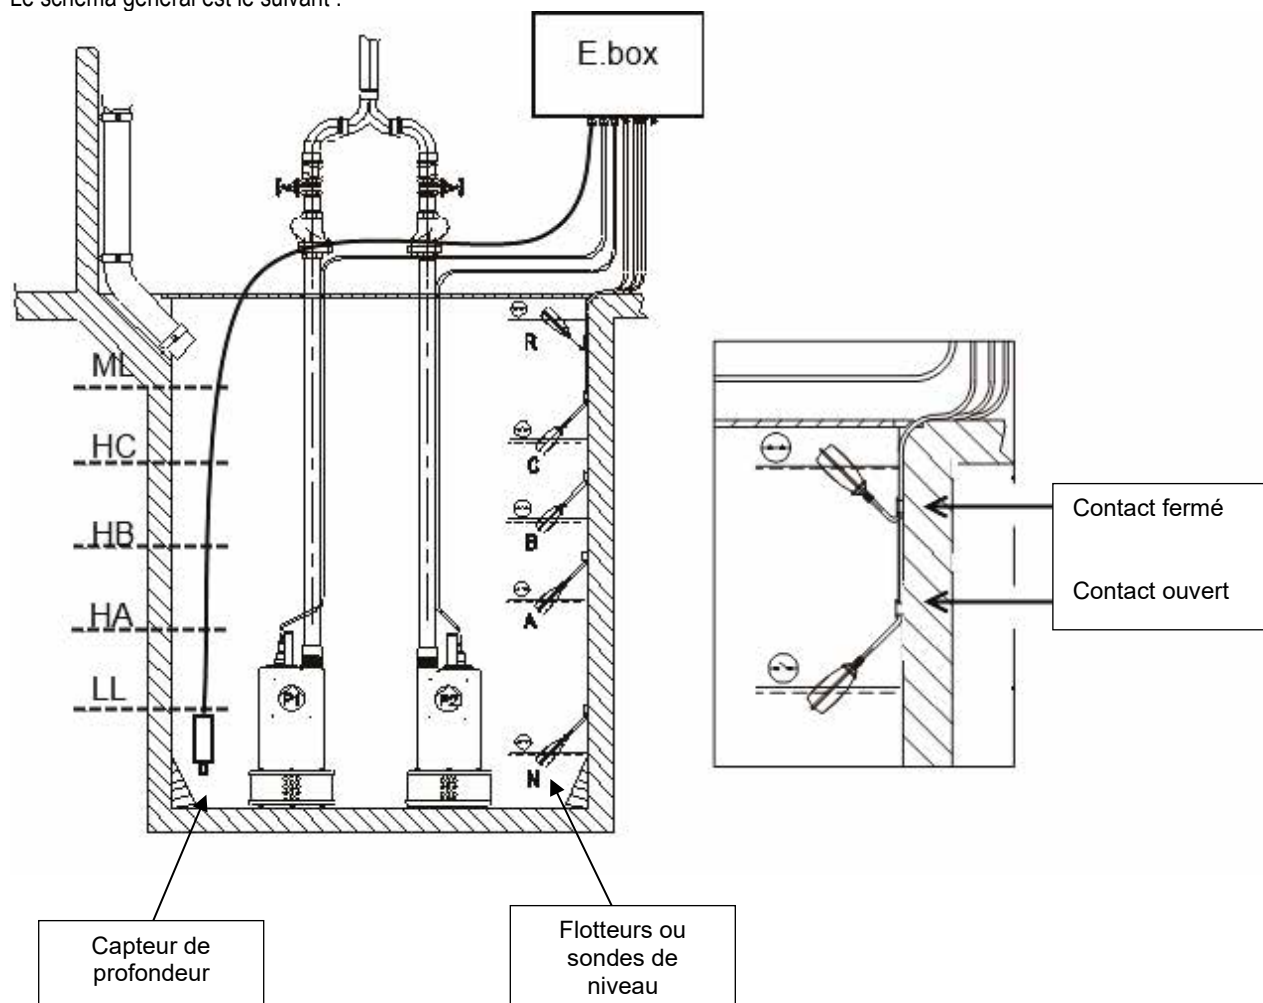 Le schéma général est le suivant :
E.box
R
ML
HC
C
HB
B
HA
A
LL
P1
P2
N
Contact fermé
Contact ouvert
Capteur de
profondeur
Flotteurs ou
sondes de
niveau